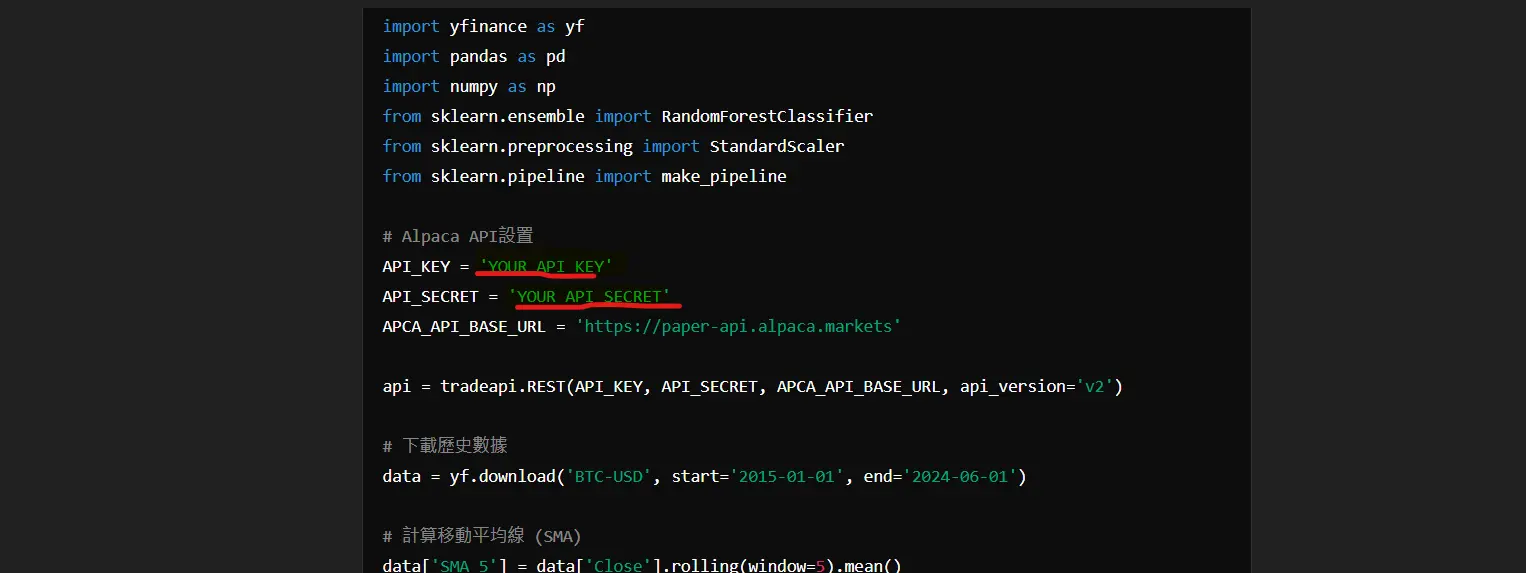 import yfinance as yf
import pandas as pd
import numpy as np
from sklearn.ensemble import RandomForestClassifier
from sklearn.preprocessing import StandardScaler
from sklearn.pipeline import make_pipeline
# Alpaca API設置
API_KEY = 'YOUR_API_KEY'
API_SECRET = 'YOUR_API_SECRET'
APCA_API_BASE_URL = 'https://paper-api.alpaca.markets'
api = tradeapi.REST(API_KEY, API_SECRET, APCA_API_BASE_URL, api_version='v2')
# 下載歷史數據
data = yf.download('BTC-USD', start='2015-01-01', end='2024-06-01')
# 計算移動平均線 (SMA)
data['SMA_5'] = data['Close'].rolling(window=5).mean()